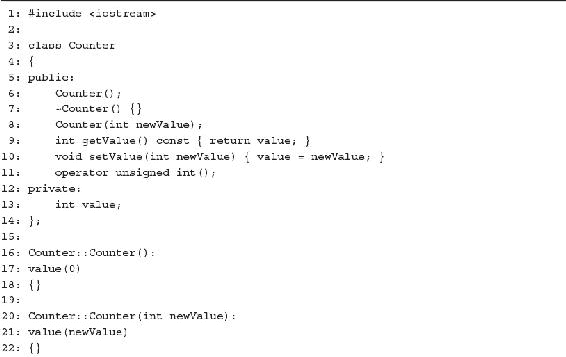 1: #include <iostream>
2:
3: class Counter
4: {
5: public:
6:     Counter();
7:     ~Counter() {}
8:     Counter(int newValue);
9:     int getValue() const { return value; }
10:     void setValue(int newValue) { value = newValue; }
11:     operator unsigned int();
12: private:
13:     int value;
14: };
15:
16: Counter::Counter():
17: value(0)
18: {}
19:
20: Counter::Counter(int newValue):
21: value(newValue)
22: {}